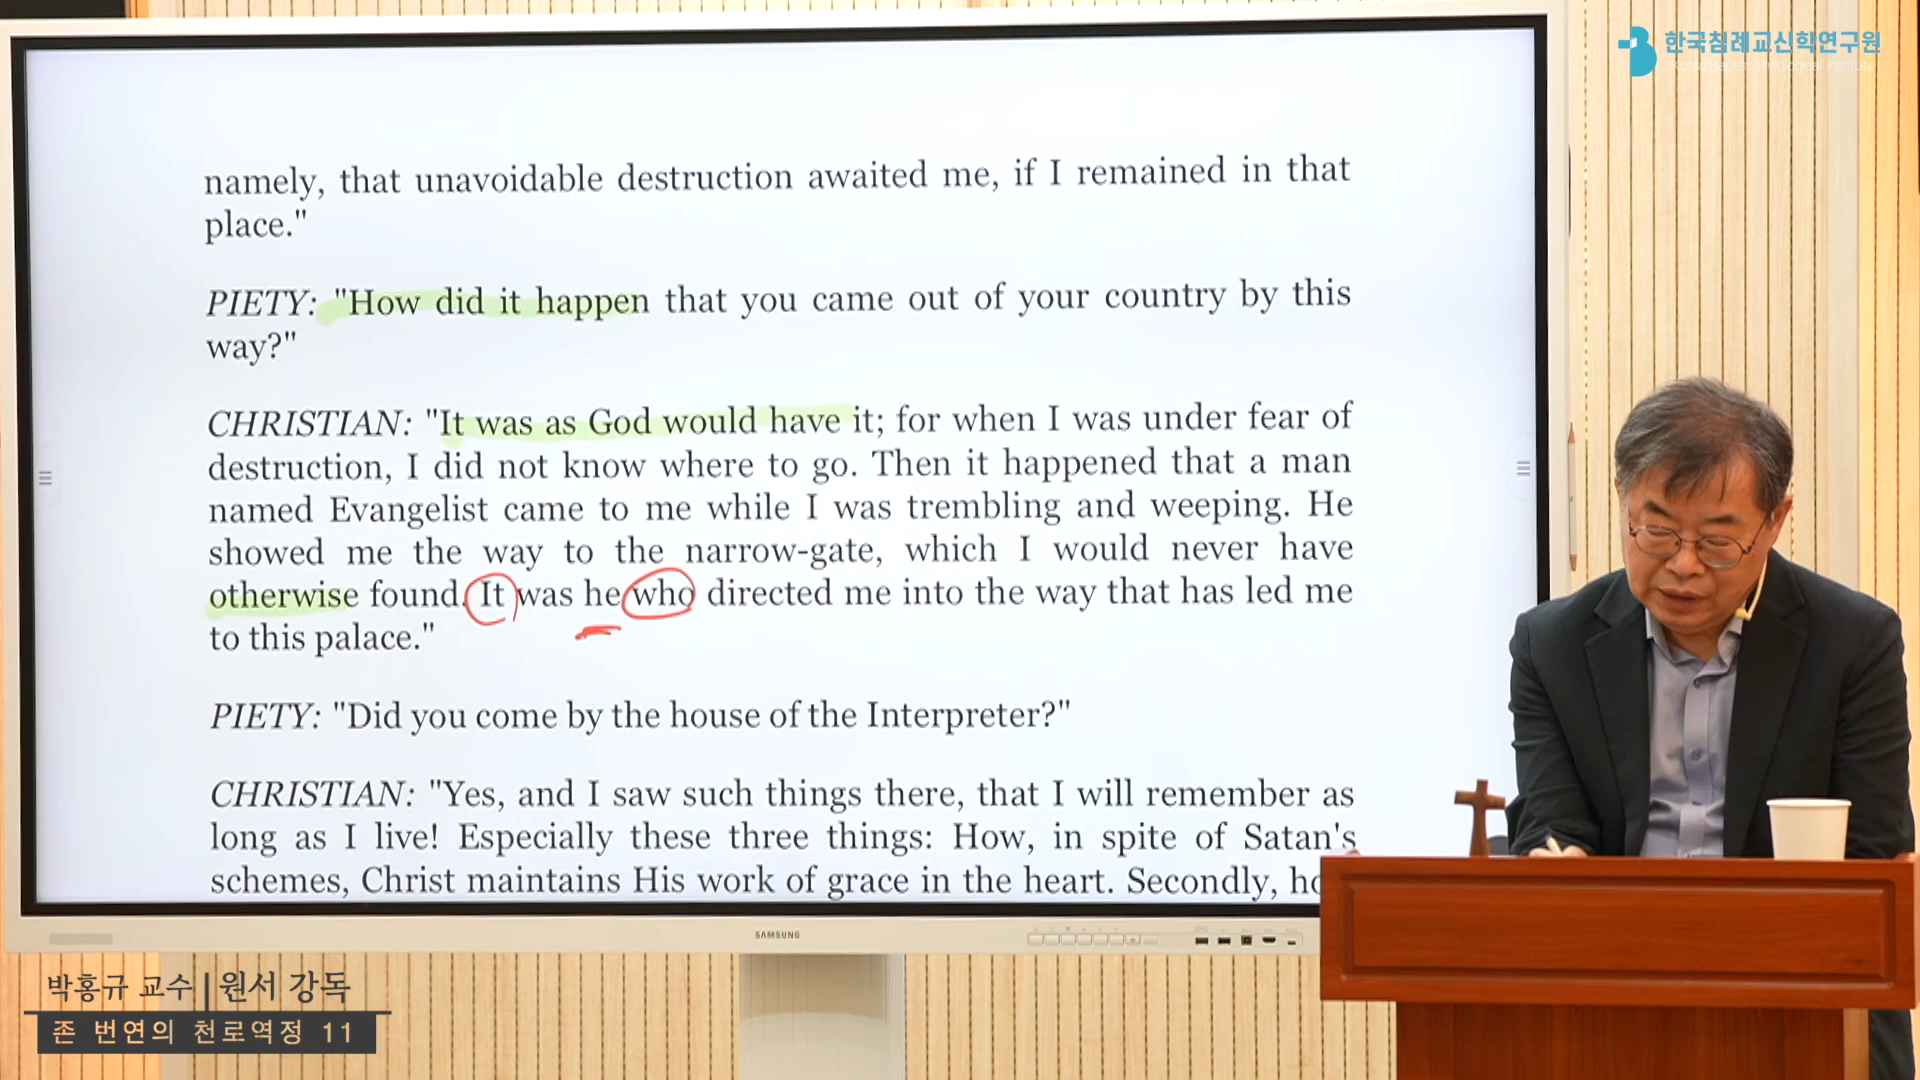 한국침례교신학연구원
namely, that unavoidable destruction awaited me, if I remained in that
place."
PIETY: "How did it happen that you came out of your country by this
way?"
CHRISTIAN: "It was as God would have it; for when I was under fear of
destruction, I did not know where to go. Then it happened that a man
named Evangelist came to me while I was trembling and weeping. He
showed me the way to the narrow-gate, which I would never have
otherwise found. It was he who directed me into the way that has led me
to this palace."
PIETY: "Did you come by the house of the Interpreter?"
CHRISTIAN: "Yes, and I saw such things there, that I will remember as
long as I live! Especially these three things: How, in spite of Satan's
schemes, Christ maintains His work of grace in the heart. Secondly,
SAMSUNG
박홍규 교수 | 원서 강독
존 번연의 천로역정 11